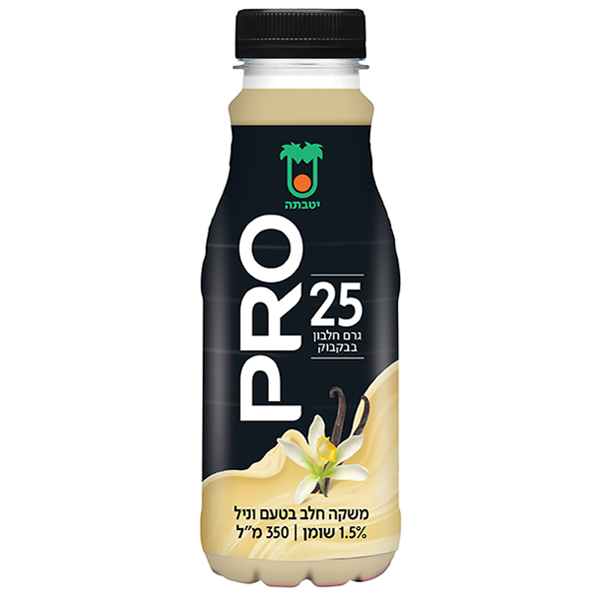 יטבתה
PRO
25
גרם חלבון
בבקבוק
משקה חלב בטעם וניל
1.5% שומן | 350 מ"ל